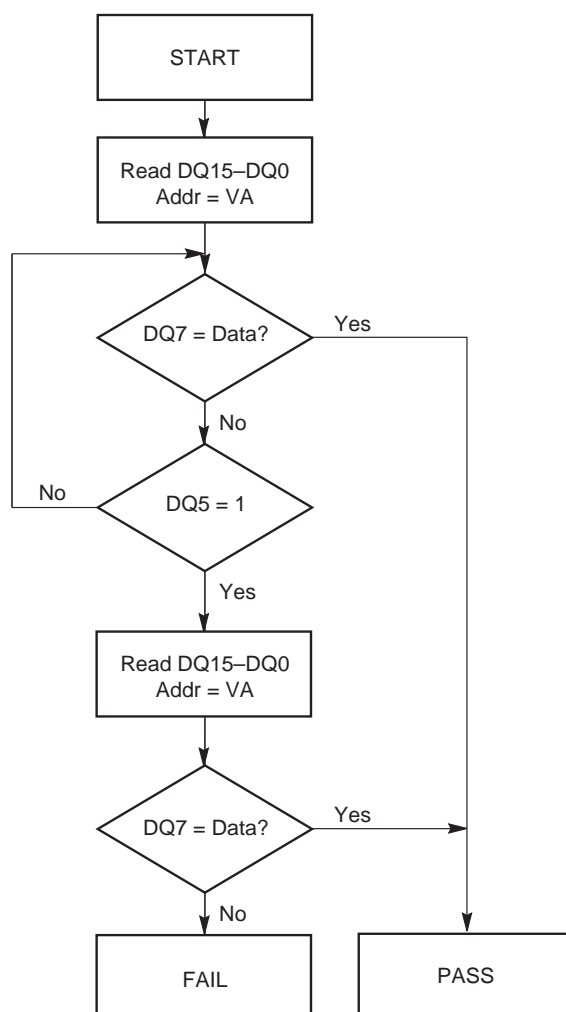 START
Read DQ15–DQ0
Addr = VA
DQ7 = Data?
Yes
No
No
DQ5 = 1
Yes
Read DQ15–DQ0
Addr = VA
DQ7 = Data?
Yes
No
FAIL
PASS